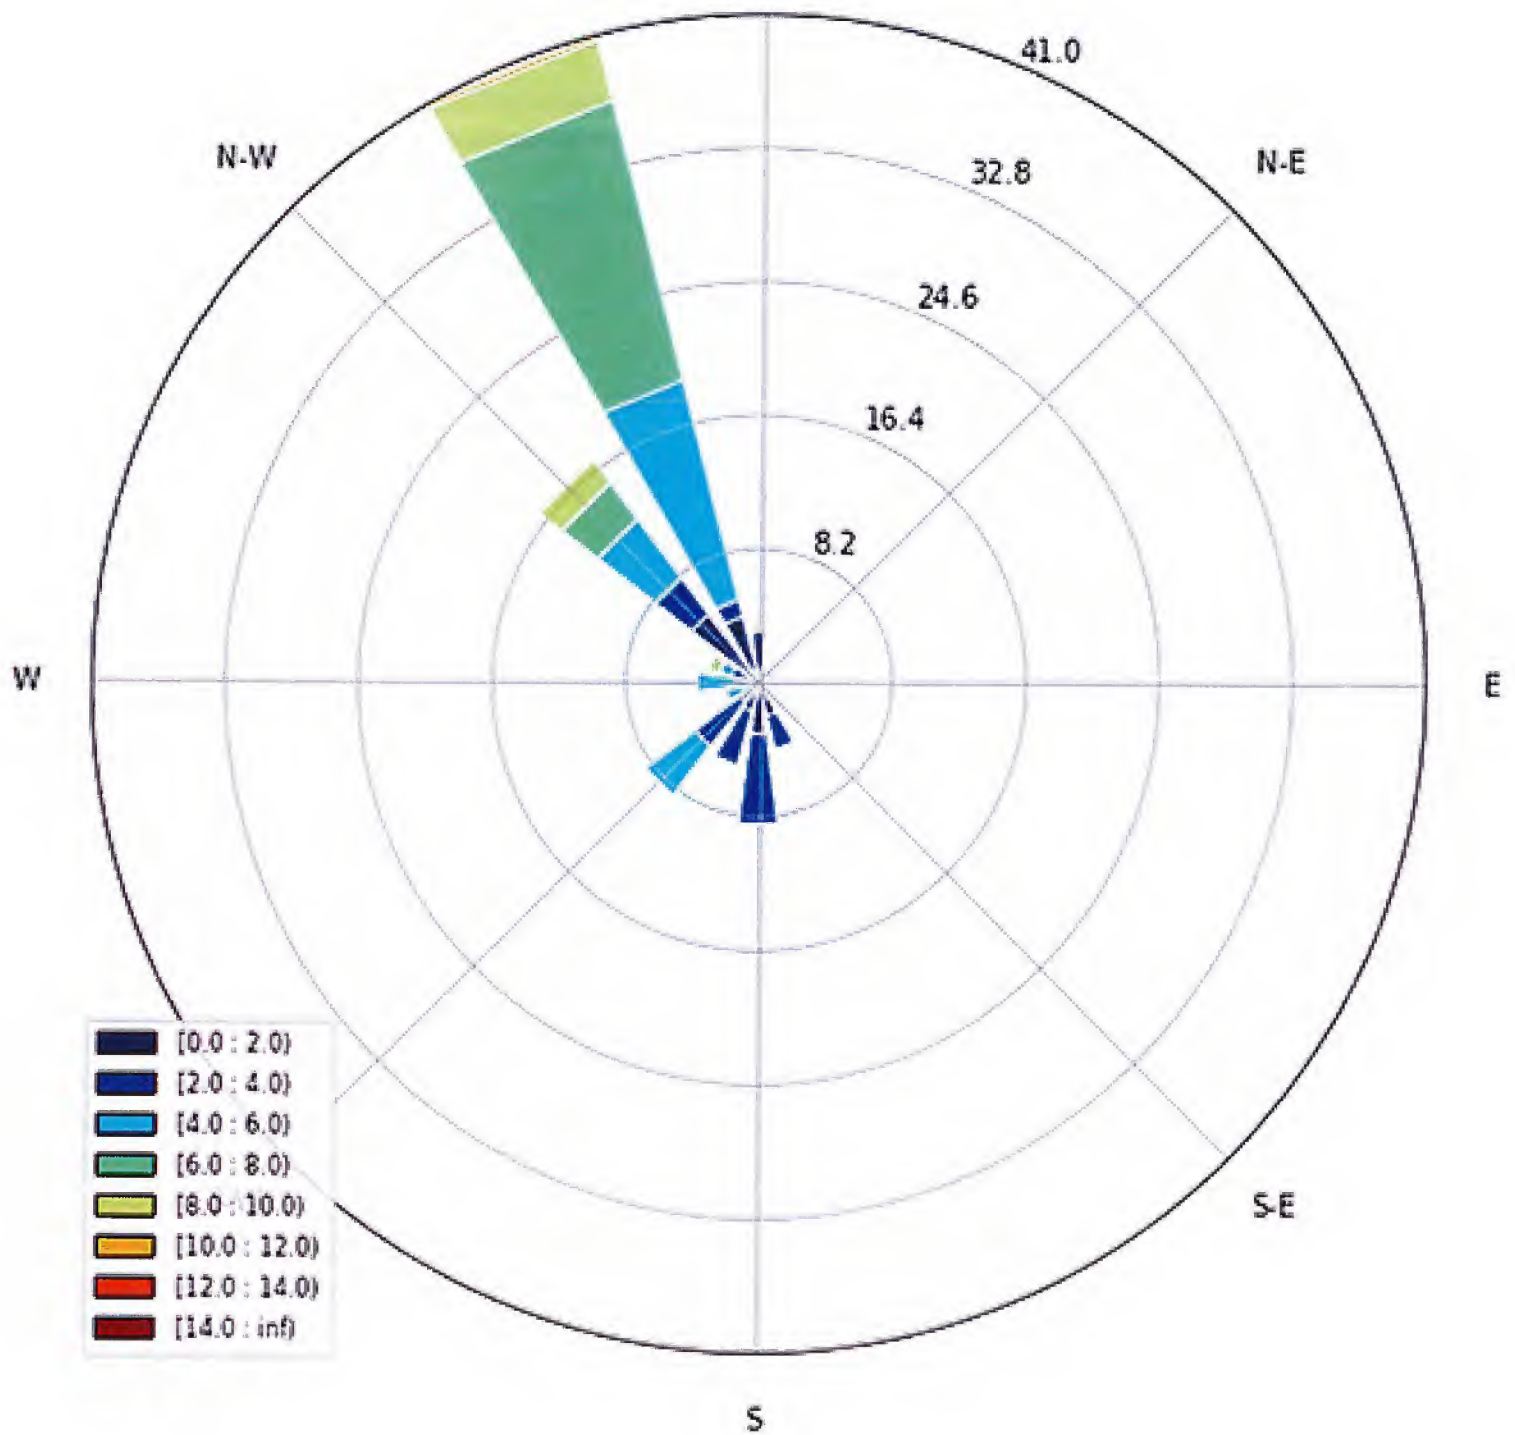 41.0
N-W
N-E
32.8
24.6
16.4
8.2
W
E
[0.0 : 2.0)
[2.0 : 4.0)
[4.0 : 6.0)
[6.0 : 8.0)
[8.0 : 10.0)
[10.0 : 12.0)
[12.0 : 14.0)
[14.0 : inf)
S-E
S